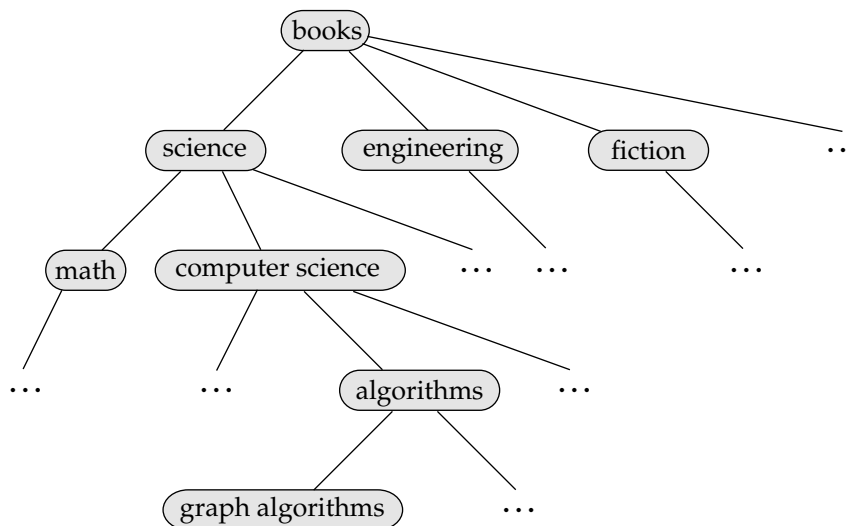 books
science engineering fiction ..
math computer science ... ... ...
... ... algorithms ...
graph algorithms ...